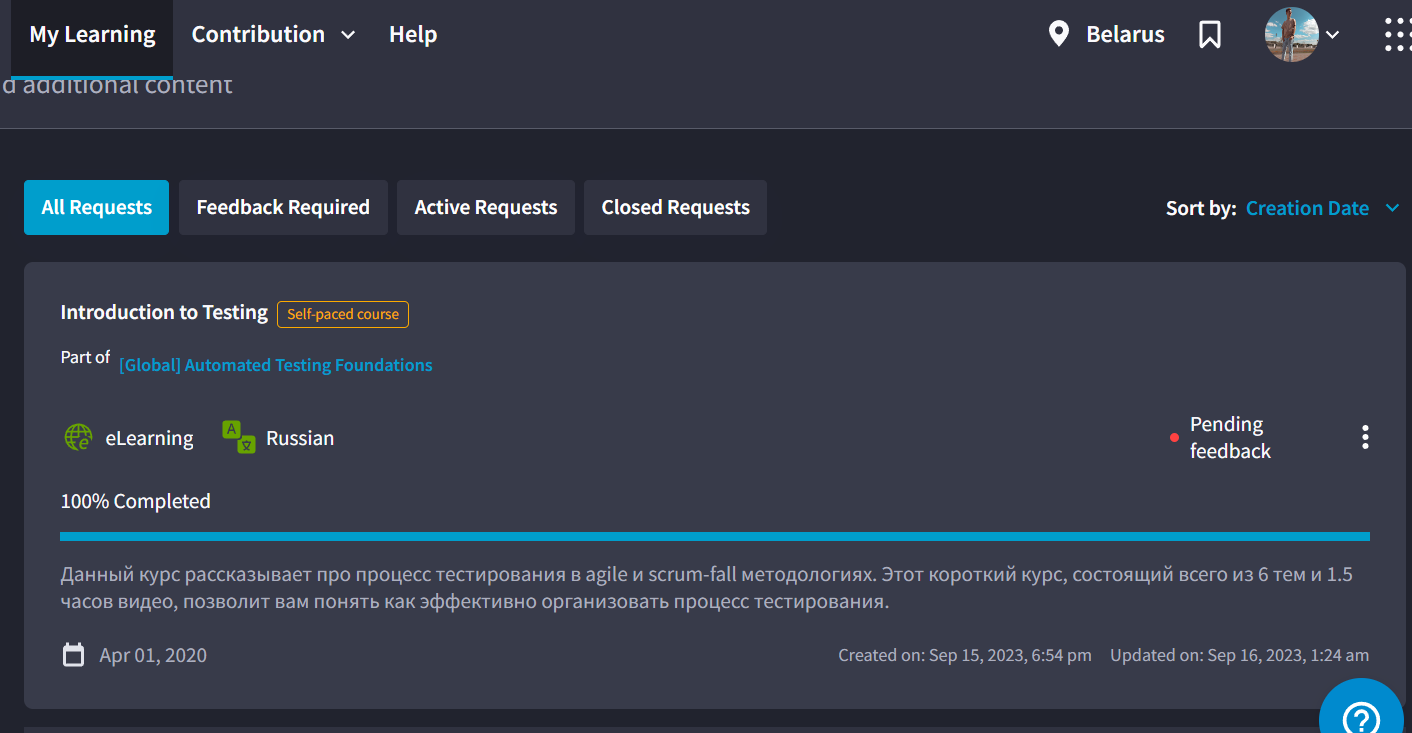 My Learning
Contribution
Help
Belarus
d additional content
All Requests
Feedback Required
Active Requests
Closed Requests
Sort by: Creation Date
Introduction to Testing
Self-paced course
Part of [Global] Automated Testing Foundations
eLearning
A
Russian
Pending
feedback
100% Completed
Данный курс рассказывает про процесс тестирования в agile и scrum-fall методологиях. Этот короткий курс, состоящий всего из 6 тем и 1.5
часов видео, позволит вам понять как эффективно организовать процесс тестирования.
Apr 01, 2020
Created on: Sep 15, 2023, 6:54 pm
Updated on: Sep 16, 2023, 1:24 am